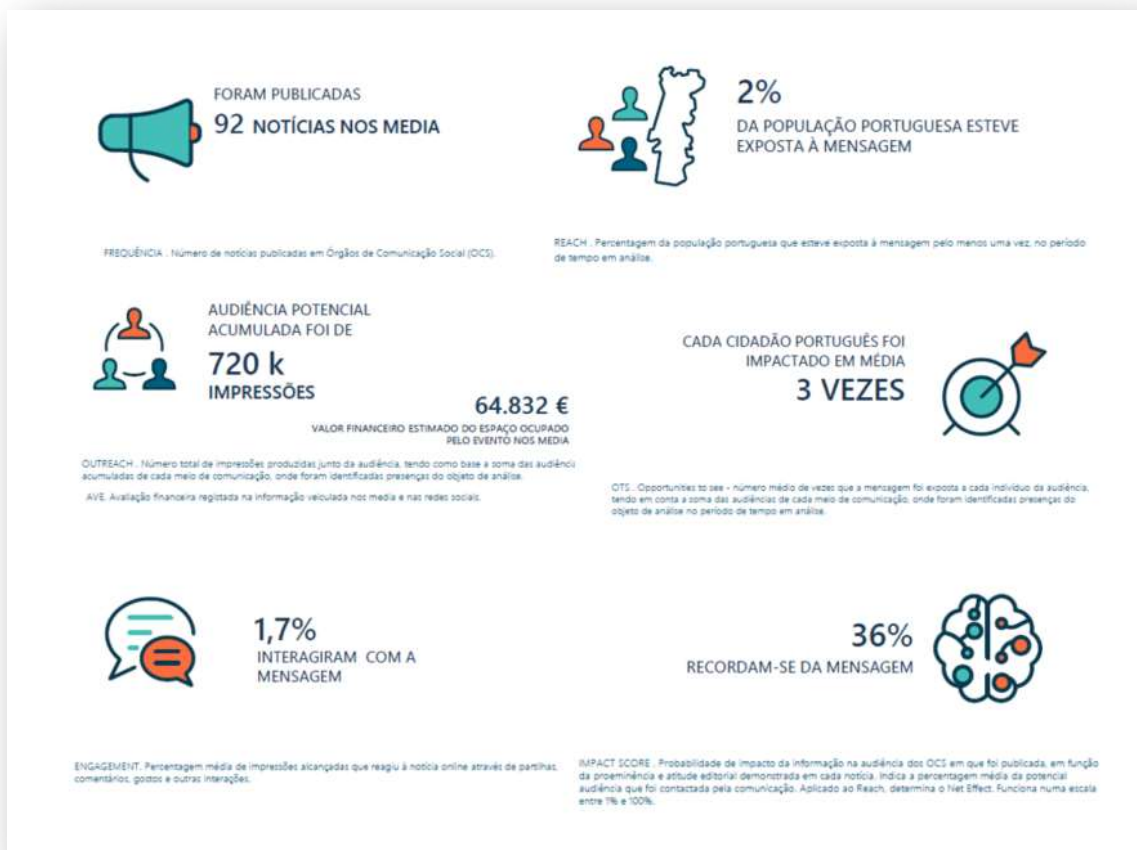 FORAM PUBLICADAS
92 NOTÍCIAS NOS MEDIA
2%
DA POPULAÇÃO PORTUGUESA ESTEVE
EXPOSTA À MENSAGEM
FREQUÊNCIA . Número de notícias publicadas em Órgãos de Comunicação Social (OCS).
REACH . Percentagem da população portuguesa que esteve exposta à mensagem pelo menos uma vez, no período
de tempo em análise.
AUDIÊNCIA POTENCIAL
ACUMULADA FOI DE
720 k
IMPRESSÕES
64.832 €
VALOR FINANCEIRO ESTIMADO DO ESPAÇO OCUPADO
PELO EVENTO NOS MEDIA
OUTREACH . Número total de impressões produzidas junto da audiência, tendo como base a soma das audiência
acumuladas de cada meio de comunicação, onde foram identificadas presenças do objeto de análise.
AVE. Avaliação financeira registada na informação veiculada nos media e nas redes sociais.
CADA CIDADÃO PORTUGUÊS FOI
IMPACTADO EM MÉDIA
3 VEZES
OTS . Opportunities to see - número médio de vezes que a mensagem foi exposta a cada indivíduo da audiência,
tendo em conta a soma das audiências de cada meio de comunicação, onde foram identificadas presenças do
objeto de análise no período de tempo em análise.
1,7%
INTERAGIRAM COM A
MENSAGEM
36%
RECORDAM-SE DA MENSAGEM
ENGAGEMENT. Percentagem média de impressões alcançadas que reagiu à notícia online através de partilhas,
comentários, gostos e outras interações.
IMPACT SCORE . Probabilidade de impacto da informação na audiência dos OCS em que foi publicada, em função
da proeminência e atitude editorial demonstrada em cada notícia. Indica a percentagem média da potencial
audiência que foi contactada pela comunicação. Aplicado ao Reach, determina o Net Effect. Funciona numa escala
entre 1% e 100%.